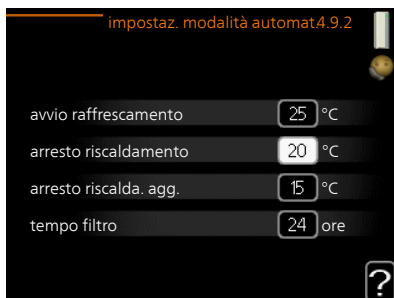 impostaz. modalità automat.4.9.2
avvio raffrescamento 25 °C
arresto riscaldamento 20 °C
arresto riscalda. agg. 15 °C
tempo filtro 24 ore
?